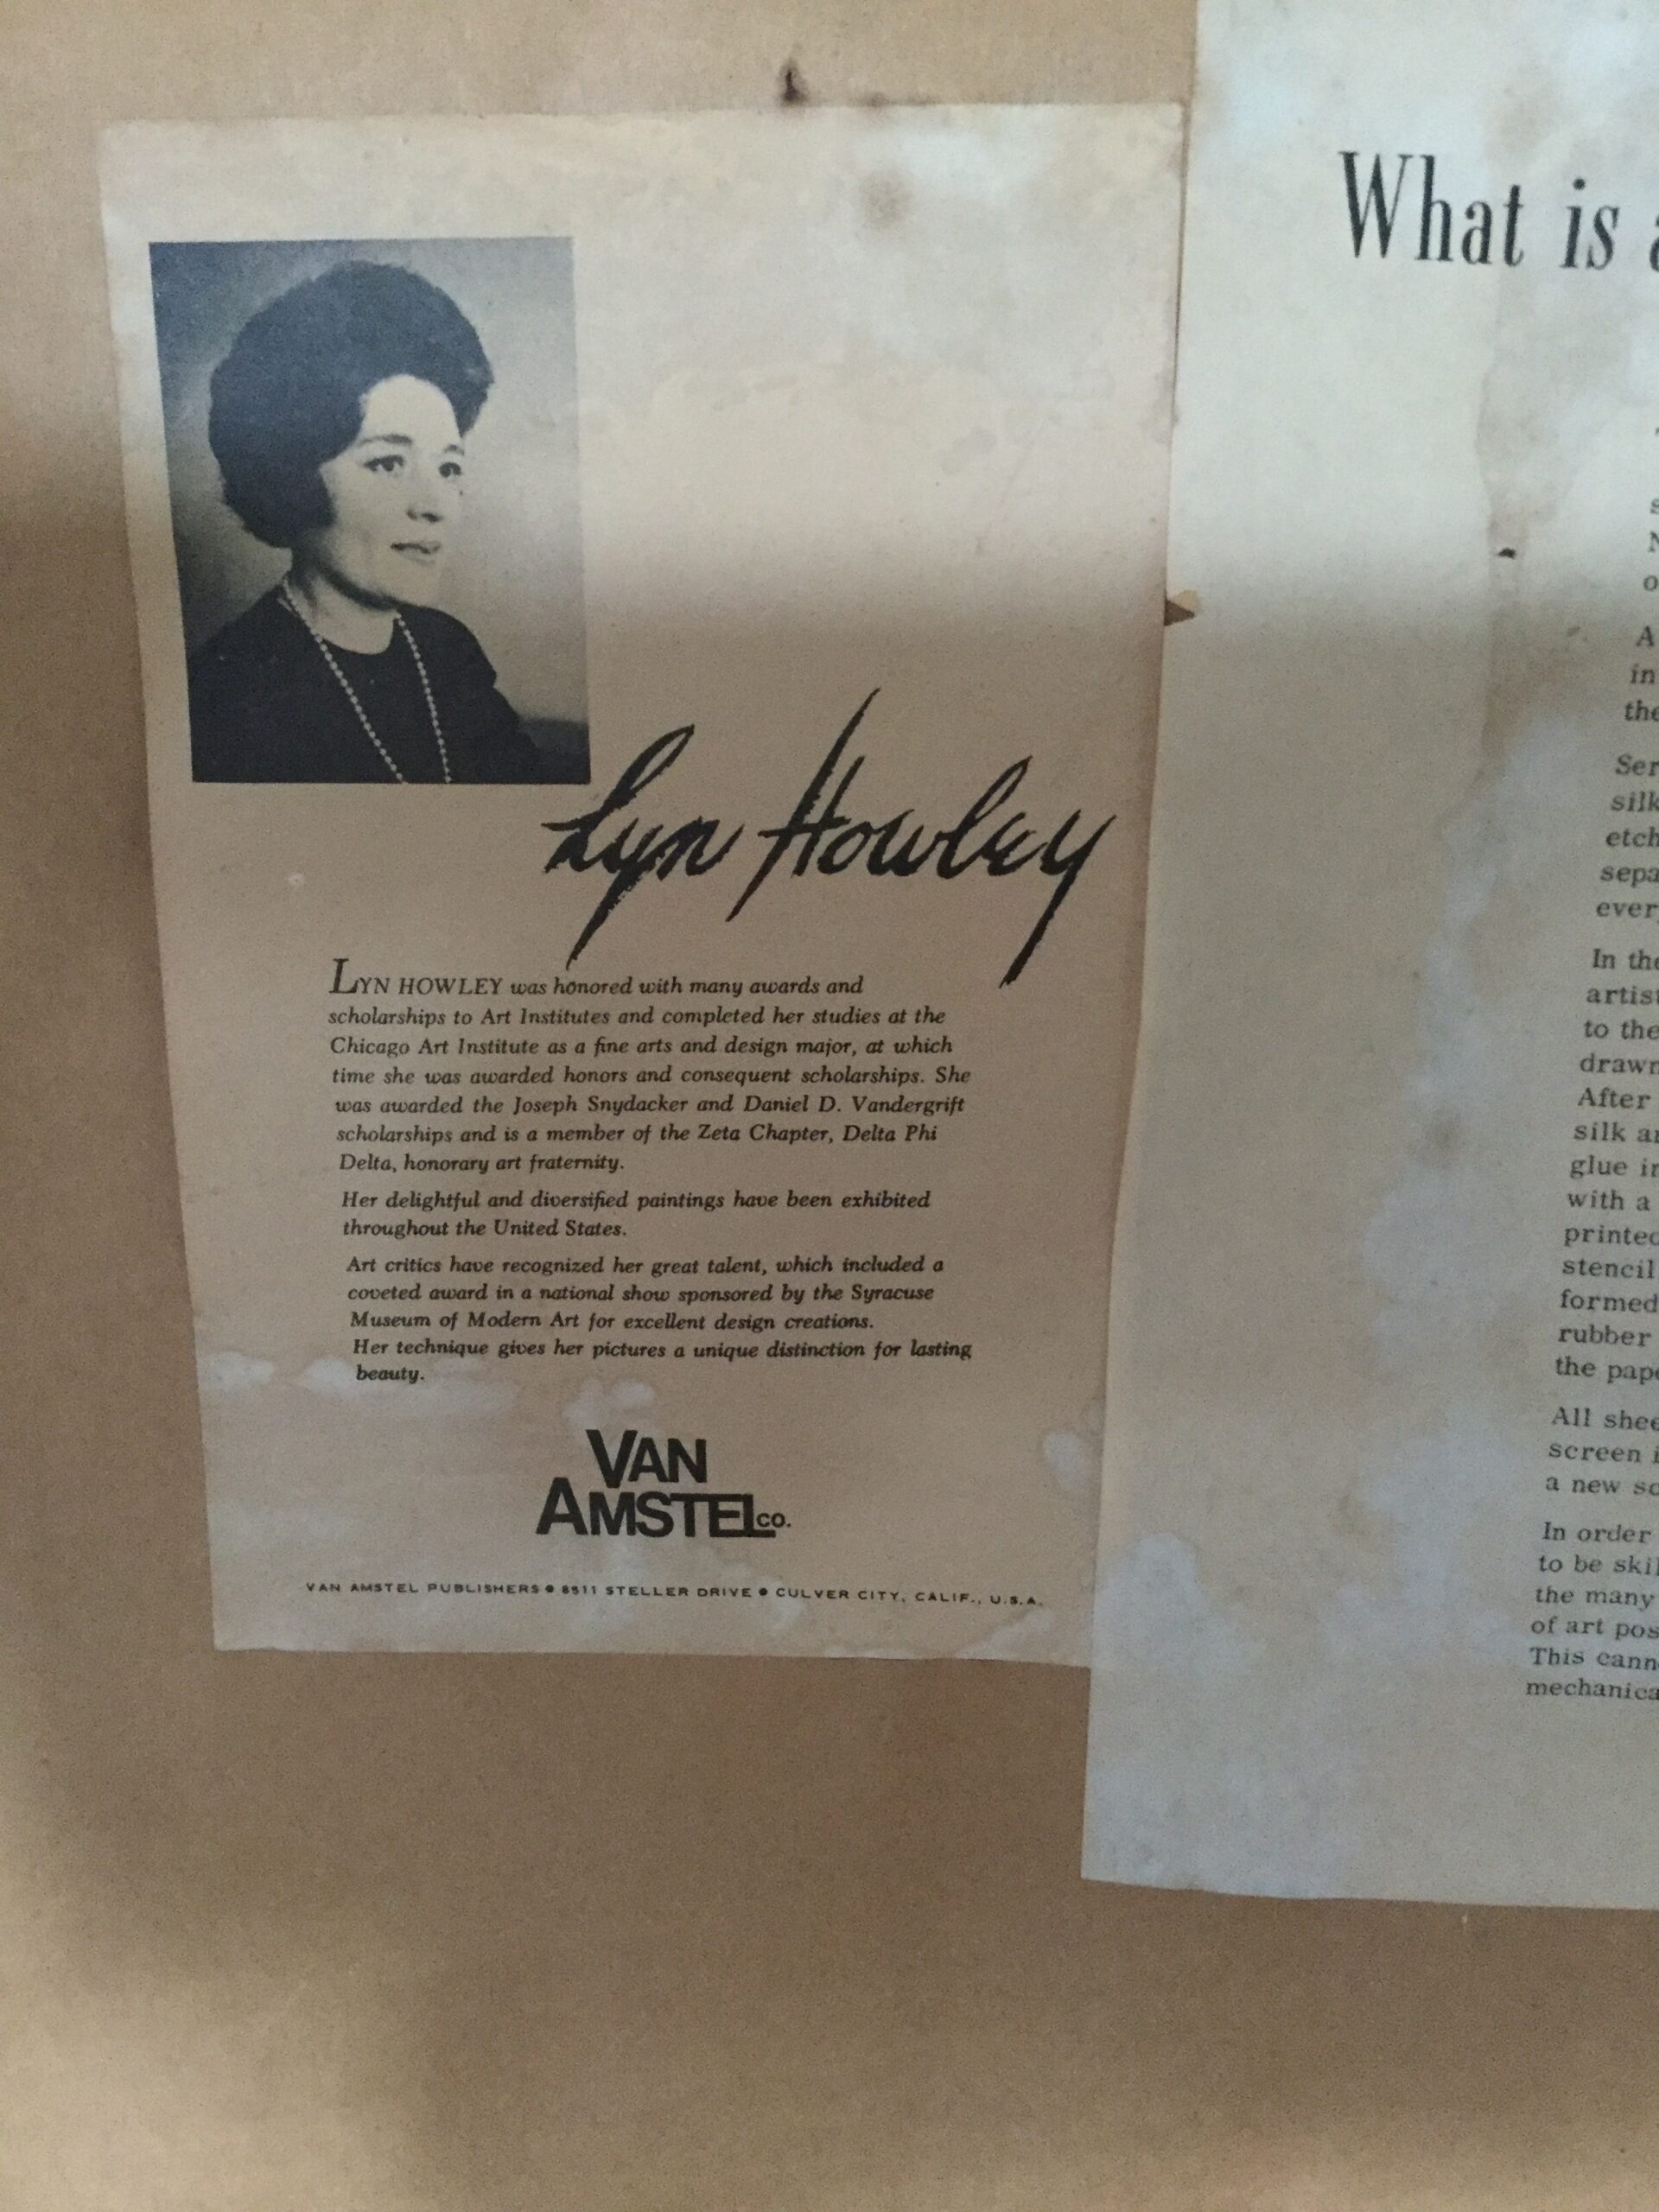 Lyn Howley
LYN HOWLEY was honored with many awards and
scholarships to Art Institutes and completed her studies at the
Chicago Art Institute as a fine arts and design major, at which
time she was awarded honors and consequent scholarships. She
was awarded the Joseph Snydacker and Daniel D. Vandergrift
scholarships and is a member of the Zeta Chapter, Delta Phi
Delta, honorary art fraternity.
Her delightful and diversified paintings have been exhibited
throughout the United States.
Art critics have recognized her great talent, which included a
coveted award in a national show sponsored by the Syracuse
Museum of Modern Art for excellent design creations.
Her technique gives her pictures a unique distinction for lasting
beauty.
VAN
AMSTEL CO.
VAN AMSTEL PUBLISHERS • 8511 STELLER DRIVE • CULVER CITY, CALIF., U.S.A.
What is
A
in
the
silk
In
artist
to the
drawn
After
silk
glue
with a
printed
stencil
formed
rubber
the
All
screen
a new
In order
to be
the many
of art
This